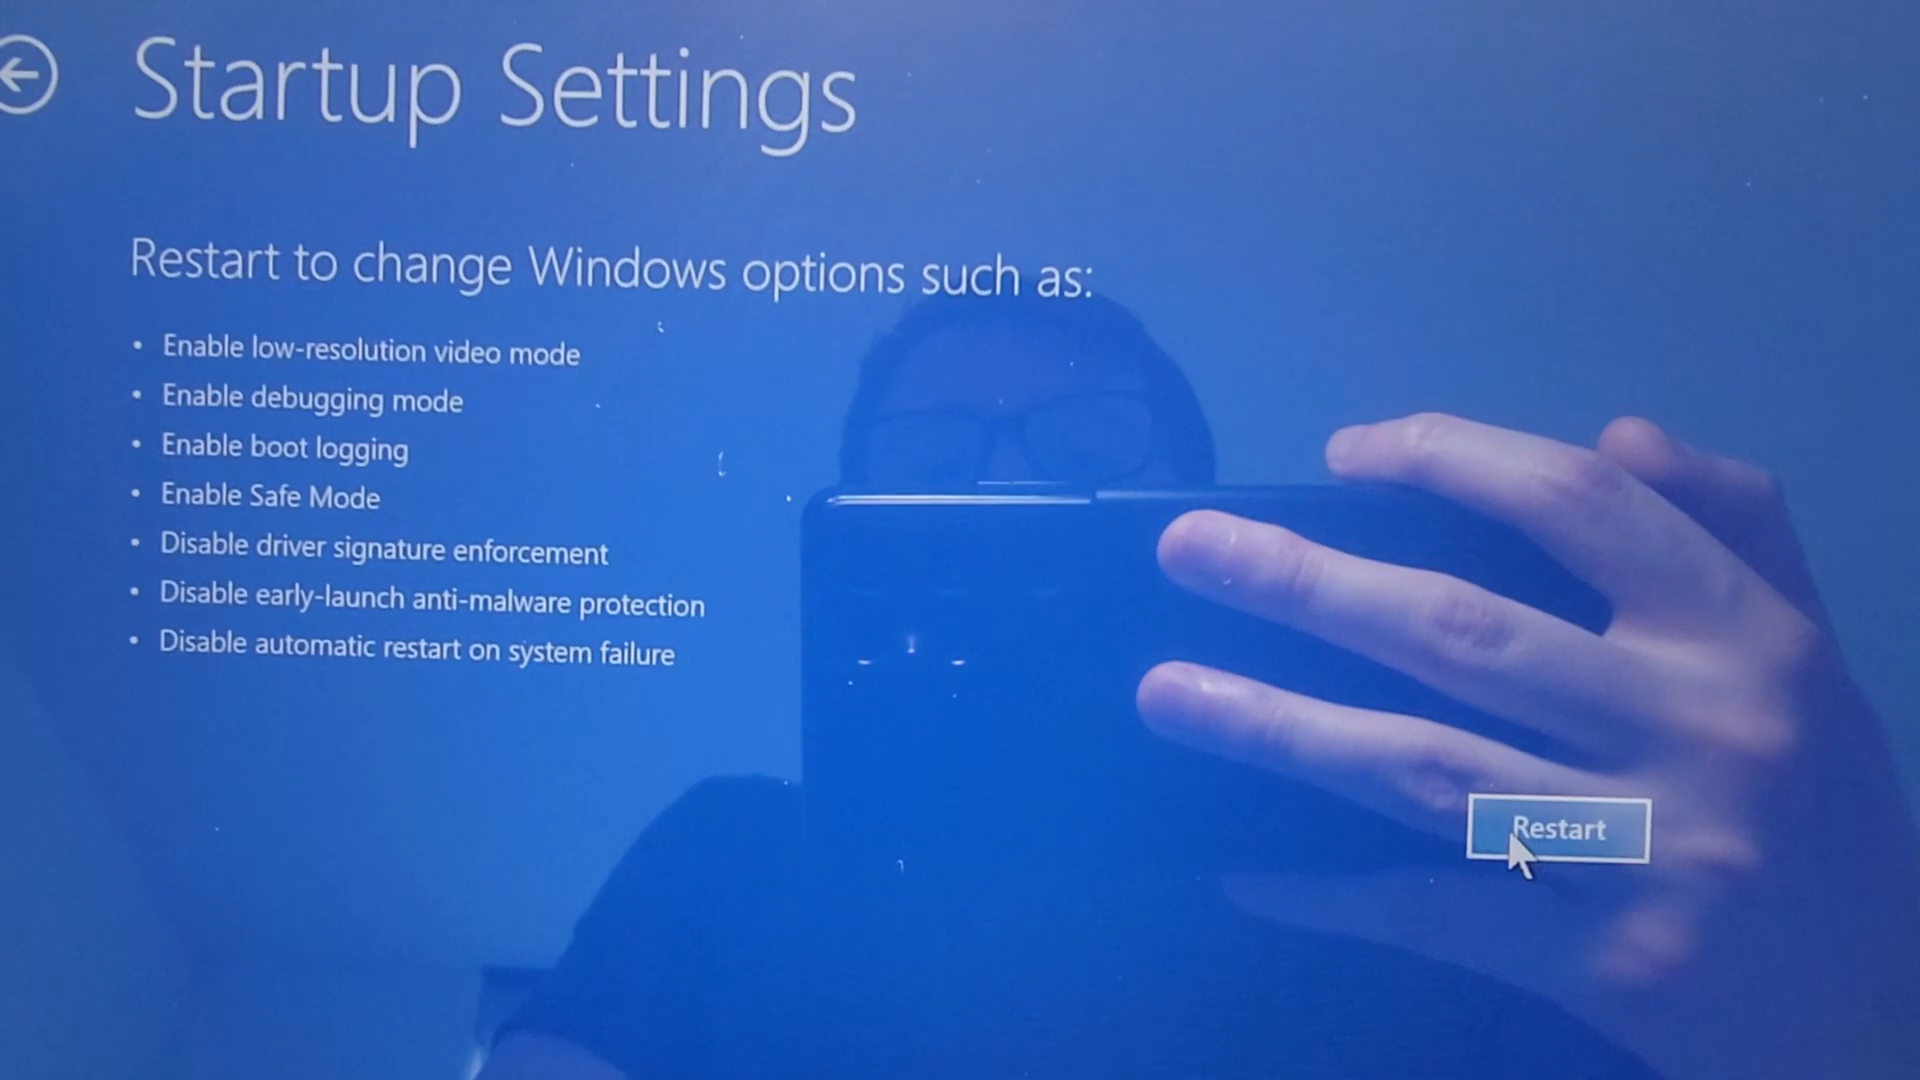 Startup Settings
Restart to change Windows options such as:
• Enable low-resolution video mode
• Enable debugging mode
• Enable boot logging
• Enable Safe Mode
• Disable driver signature enforcement
• Disable early-launch anti-malware protection
• Disable automatic restart on system failure
Restart